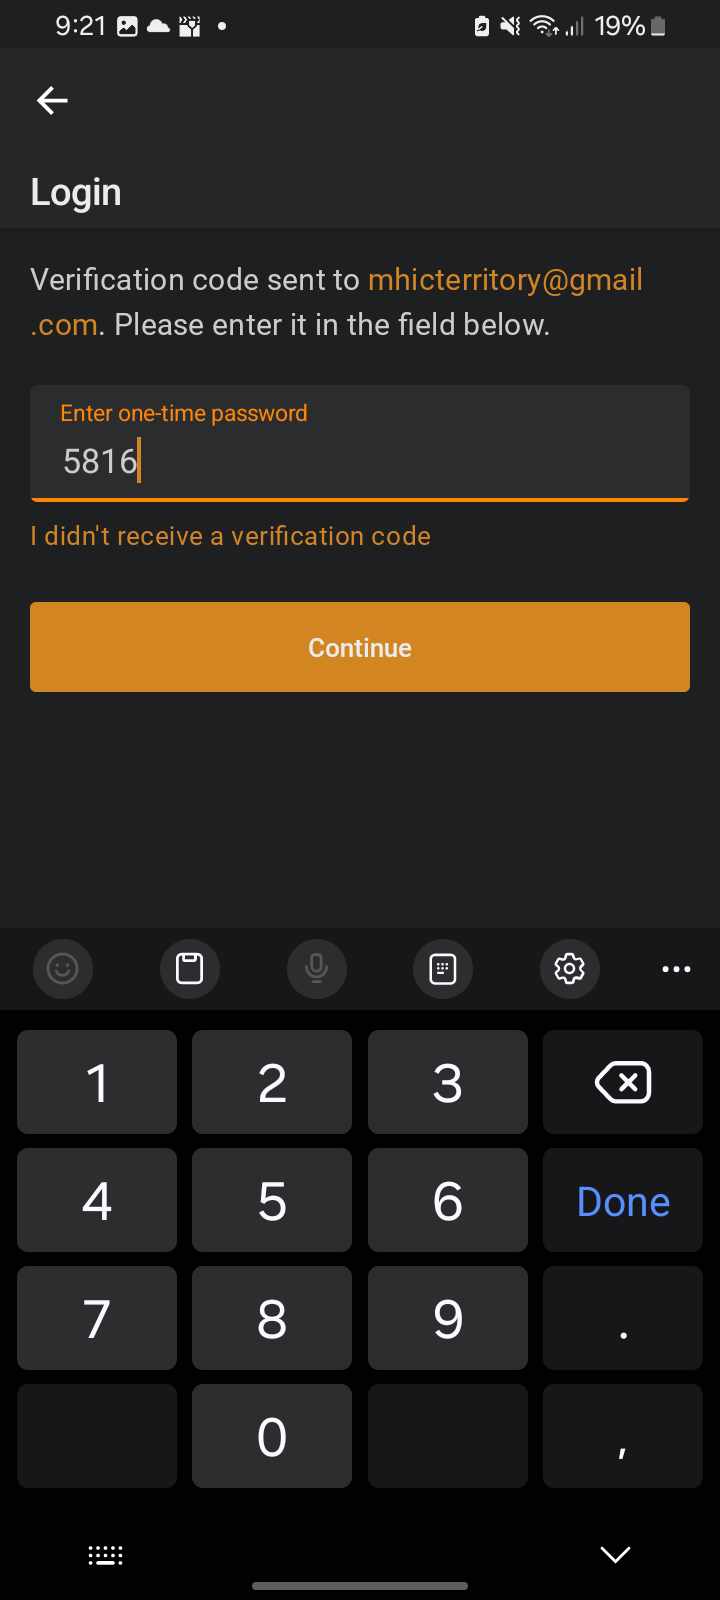 9:21 19%
Login
Verification code sent to mhicterritory@gmail
.com. Please enter it in the field below.
Enter one-time password
5816
I didn't receive a verification code
Continue
1 2 3
4 5 6 Done
7 8 9 .
0 ,